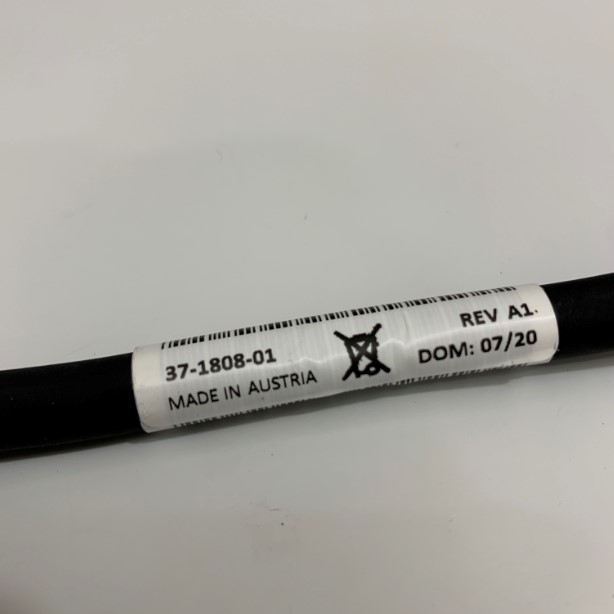 37-1808-01
MADE IN AUSTRIA
REV A1.
DOM: 07/20